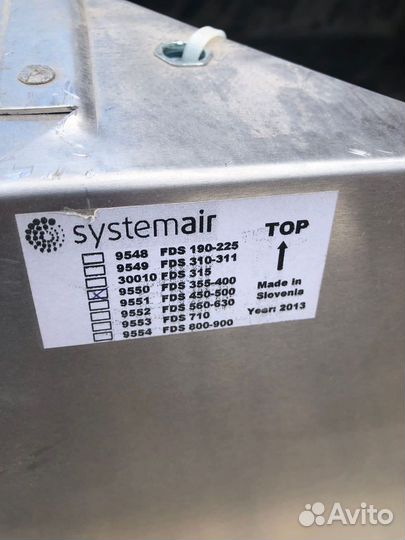 systemair
9548 FDS 190-225
9549 FDS 310-311
30010 FDS 315
9550 FDS 355-400
9551 FDS 450-500
9552 FDS 560-630
9553 FDS 710
9554 FDS 800-900
TOP
Made in
Slovenia
Year: 2013
Avito